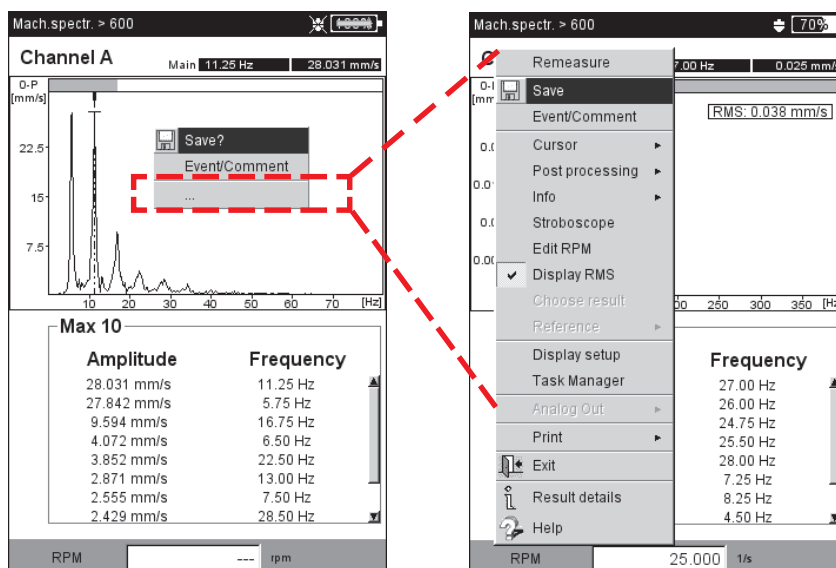 Mach.spectr. > 600
100%
Channel A
Main 11.25 Hz 28.031 mm/s
0-P
[mm/s]
22.5
15
7.5
10 20 30 40 50 60 70 [Hz]
Save?
Event/Comment
...
Max 10
Amplitude Frequency
28.031 mm/s 11.25 Hz
27.842 mm/s 5.75 Hz
9.594 mm/s 16.75 Hz
4.072 mm/s 6.50 Hz
3.852 mm/s 22.50 Hz
2.871 mm/s 13.00 Hz
2.555 mm/s 7.50 Hz
2.429 mm/s 28.50 Hz
RPM --- rpm
Mach.spectr. > 600
70%
7.00 Hz 0.025 mm/s
RMS: 0.038 mm/s
Remeasure
Save
Event/Comment
Cursor
Post processing
Info
Stroboscope
Edit RPM
Display RMS
Choose result
Reference
Display setup
Task Manager
Analog Out
Print
Exit
Result details
Help
250 300 350
Frequency
27.00 Hz
26.00 Hz
24.75 Hz
25.50 Hz
28.00 Hz
7.25 Hz
8.25 Hz
4.50 Hz
RPM 25.000 1/s